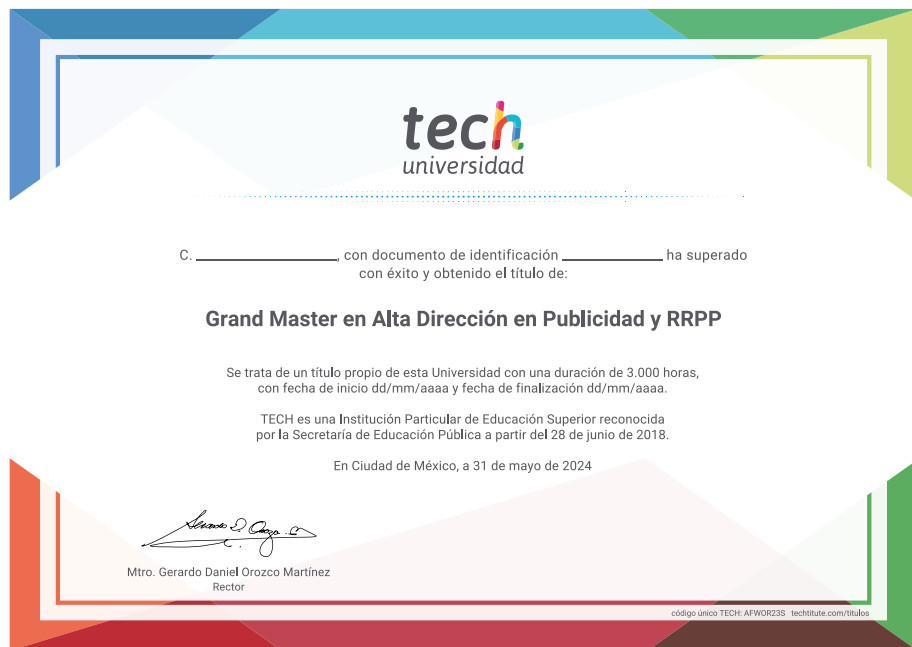 tech
universidad
C. ____________, con documento de identificación ____________ ha superado
con éxito y obtenido el título de:
Grand Master en Alta Dirección en Publicidad y RRPP
Se trata de un título propio de esta Universidad con una duración de 3.000 horas,
con fecha de inicio dd/mm/aaaa y fecha de finalización dd/mm/aaaa.
TECH es una Institución Particular de Educación Superior reconocida
por la Secretaría de Educación Pública a partir del 28 de junio de 2018.
En Ciudad de México, a 31 de mayo de 2024
Mtro. Gerardo Daniel Orozco Martínez
Rector
código único TECH: AFWOR23S techtitute.com/titulos